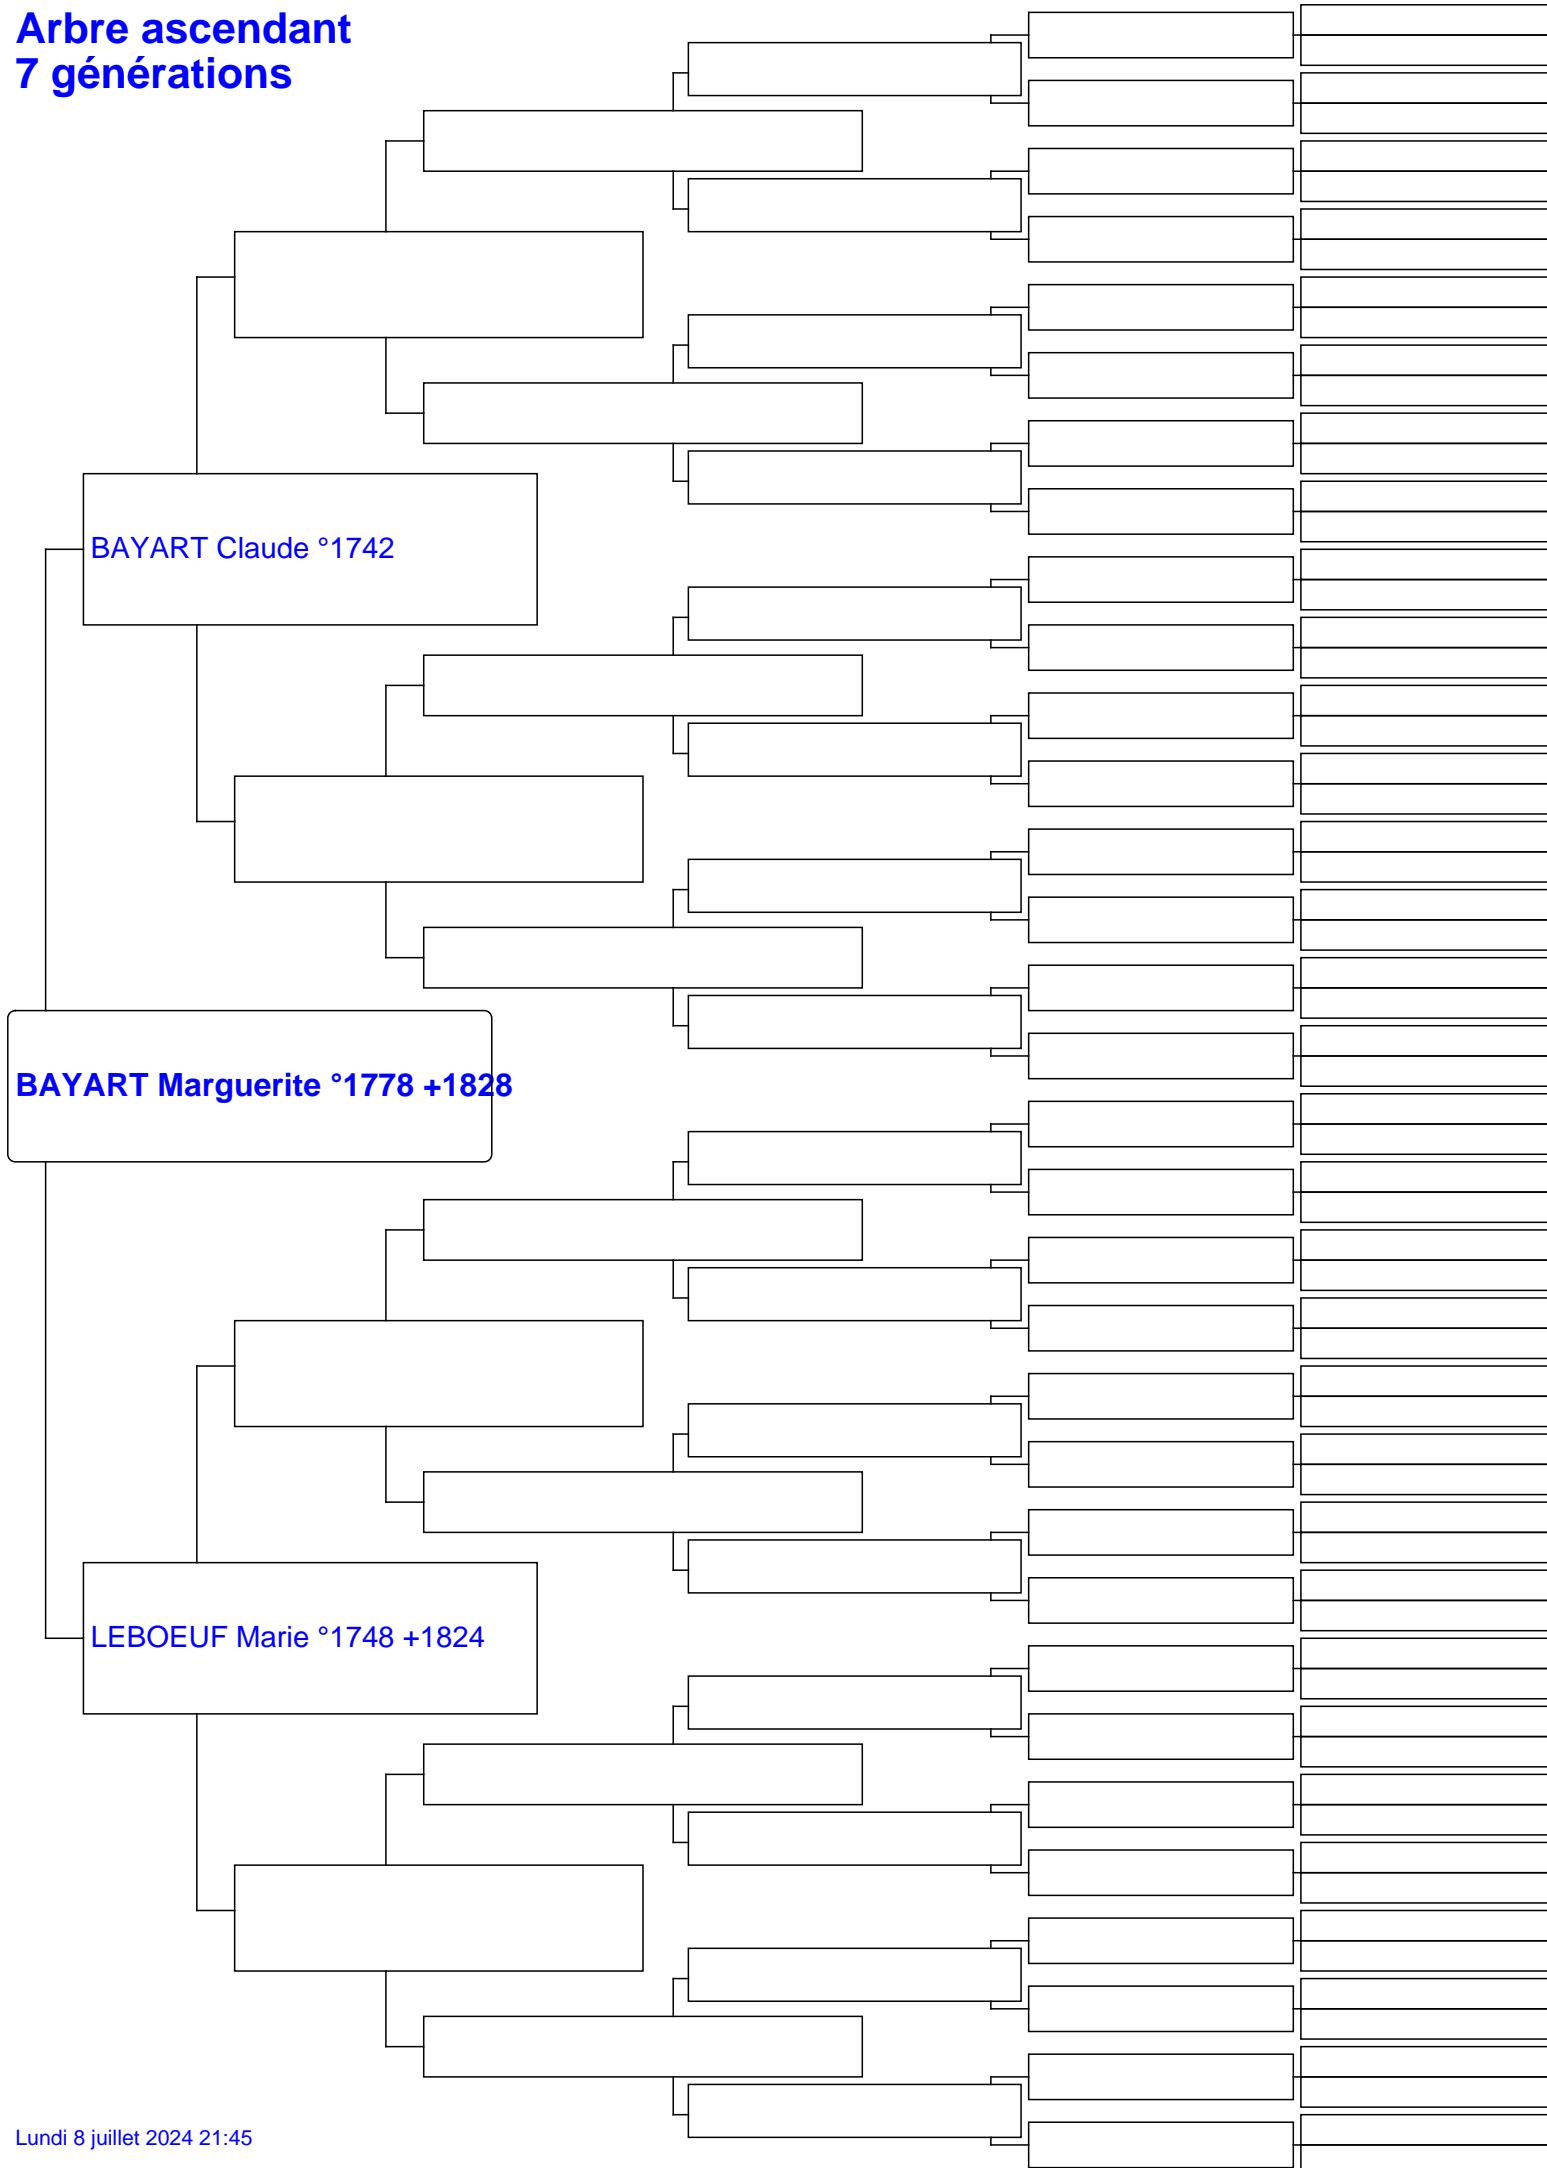 Arbre ascendant
7 générations
BAYART Claude °1742
BAYART Marguerite °1778 +1828
LEBOEUF Marie °1748 +1824
Lundi 8 juillet 2024 21:45